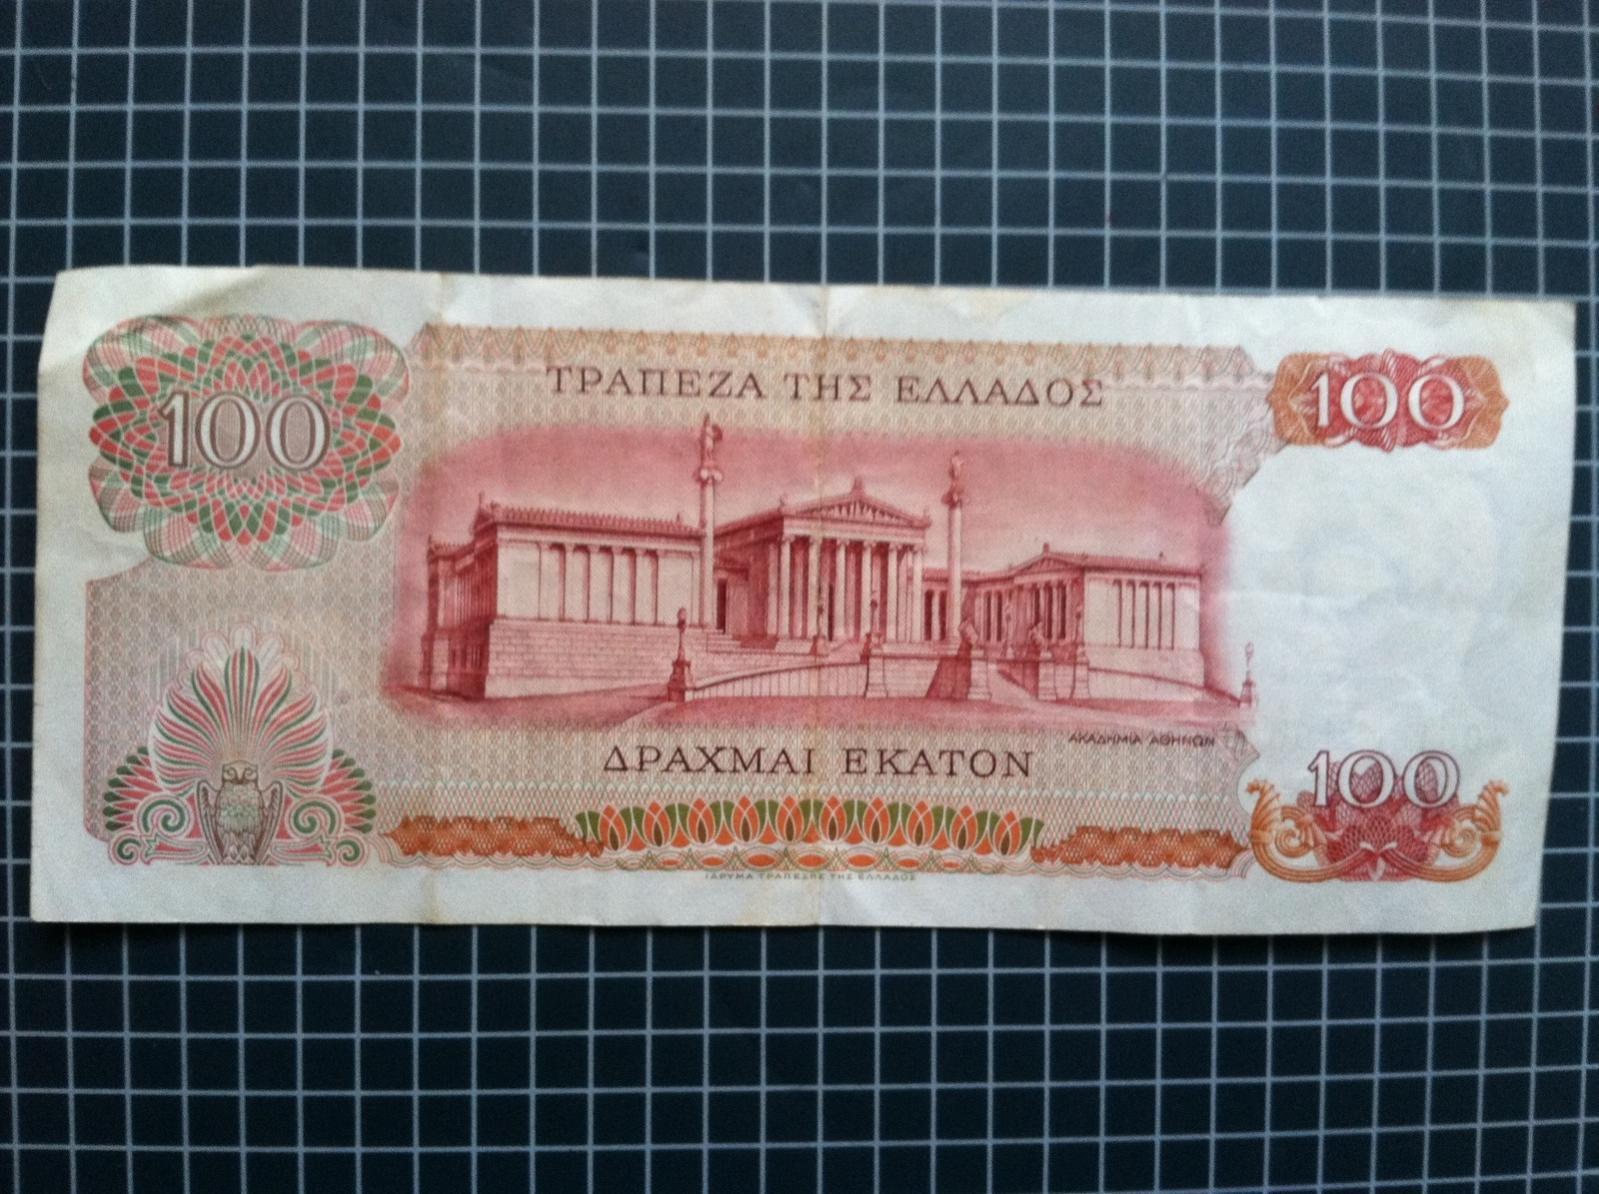 100
ΤΡΑΠΕΖΑ ΤΗΣ ΕΛΛΑΔΟΣ
100
ΑΚΑΔΗΜΙΑ ΑΘΗΝΩΝ
ΔΡΑΧΜΑΙ ΕΚΑΤΟΝ
100
ΙΔΡΥΜΑ ΤΡΑΠΕΖΗΣ ΤΗΣ ΕΛΛΑΔΟΣ